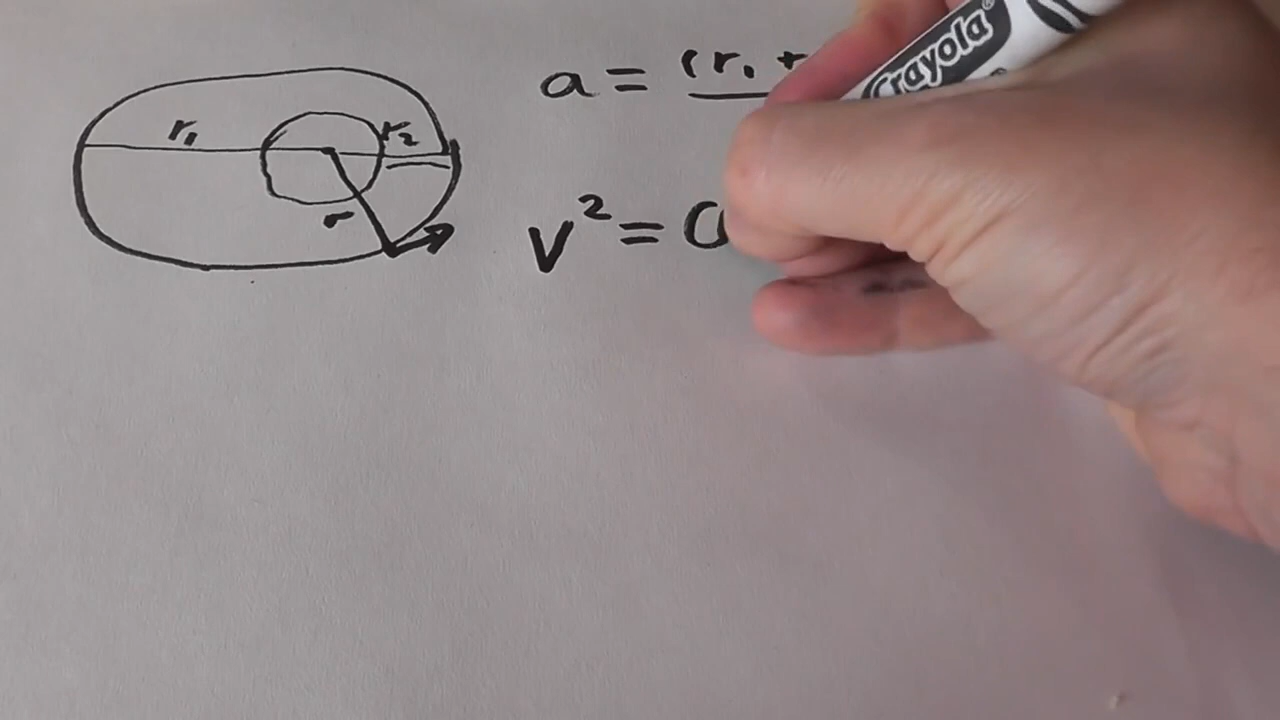 a = (r₁ +
r₁ r₂
v² =
r
Crayola®